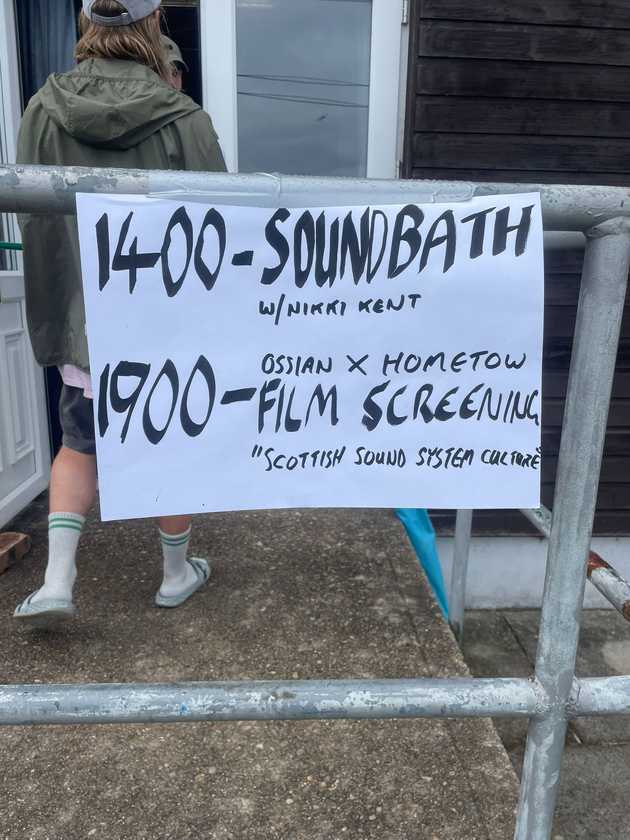 1400-SOUNDBATH
W/NIKKI KENT
OSSIAN X HOMETOW
1900-FILM SCREENING
"SCOTTISH SOUND SYSTEM CULTURE"